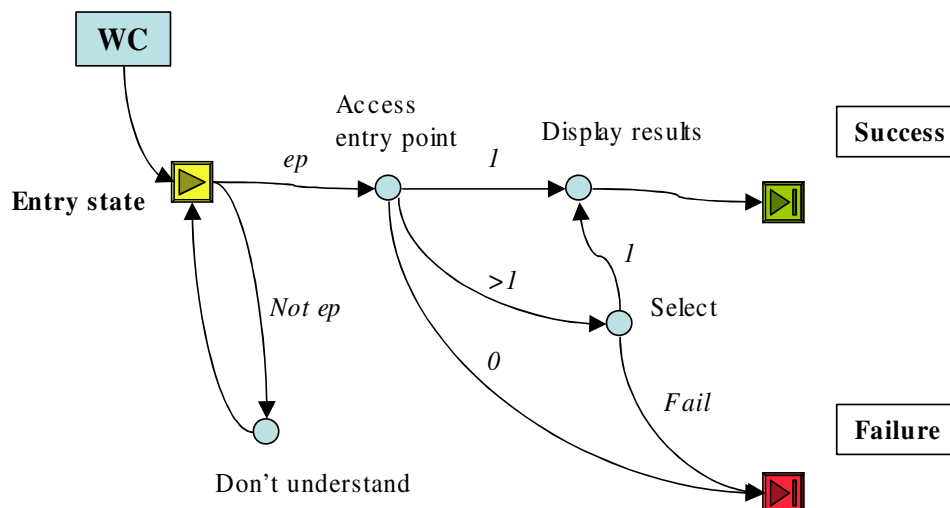 WC
Access
entry point
Display results
Success
ep
1
Entry state
>1
1
Not ep
Select
0
Fail
Failure
Don't understand